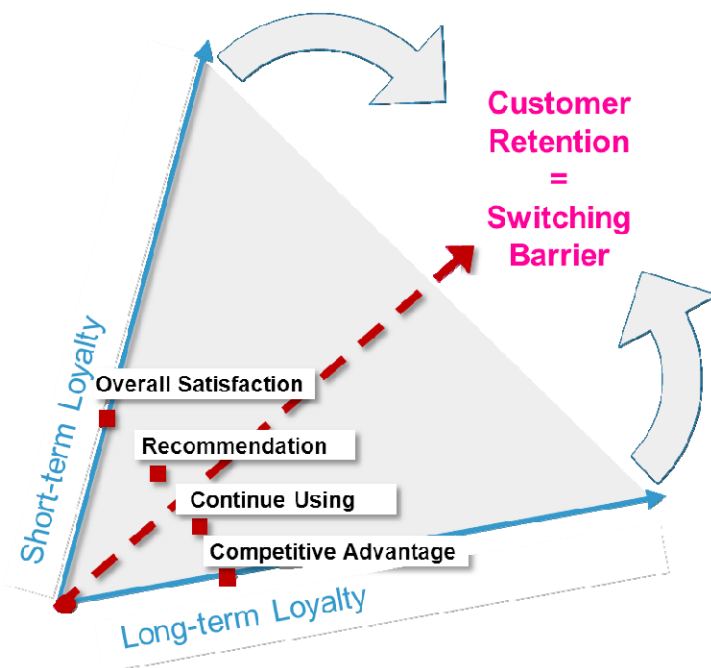 Customer
Retention
=
Switching
Barrier
Short-term Loyalty
Overall Satisfaction
Recommendation
Continue Using
Competitive Advantage
Long-term Loyalty